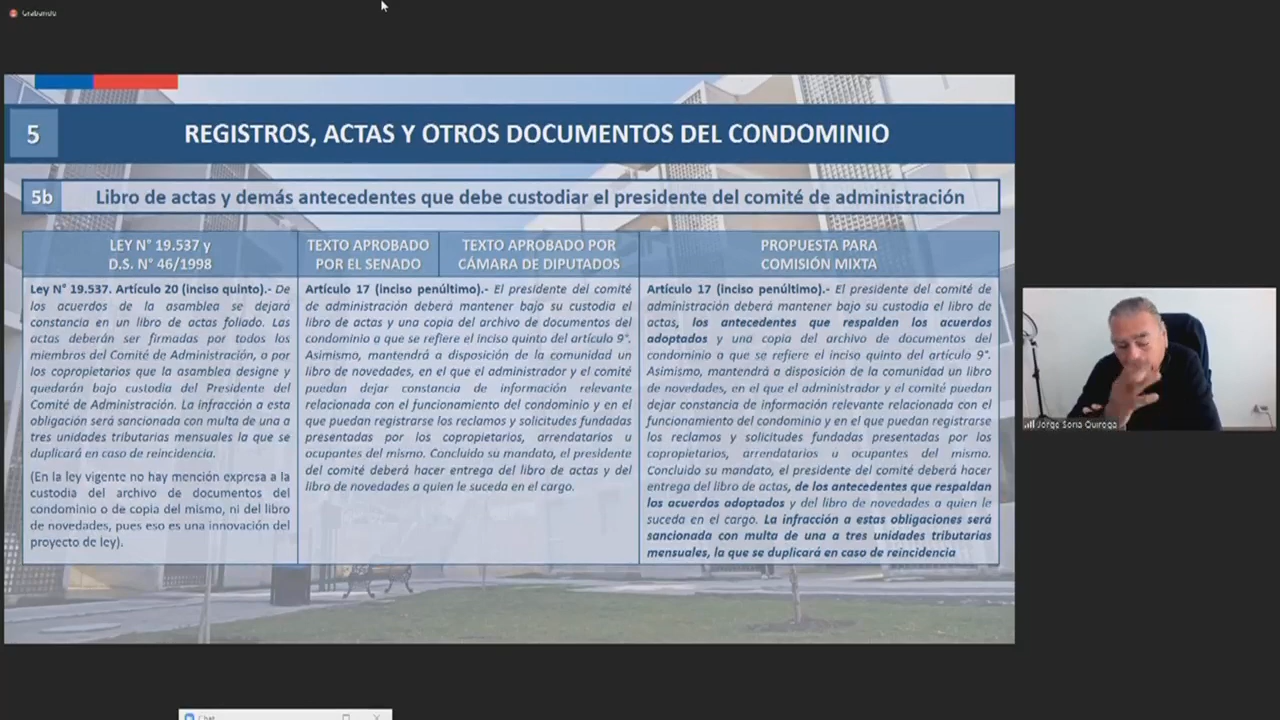 Grabando
5
REGISTROS, ACTAS Y OTROS DOCUMENTOS DEL CONDOMINIO
5b
Libro de actas y demás antecedentes que debe custodiar el presidente del comité de administración
LEY N° 19.537 y
D.S. N° 46/1998
TEXTO APROBADO
POR EL SENADO
TEXTO APROBADO POR
CÁMARA DE DIPUTADOS
PROPUESTA PARA
COMISIÓN MIXTA
Ley N° 19.537. Artículo 20 (inciso quinto).- De
los acuerdos de la asamblea se dejará
constancia en un libro de actas foliado. Las
actas deberán ser firmadas por todos los
miembros del Comité de Administración, o por
los copropietarios que la asamblea designe y
quedarán bajo custodia del Presidente del
Comité de Administración. La infracción a esta
obligación será sancionada con multa de una a
tres unidades tributarias mensuales la que se
duplicará en caso de reincidencia.
(En la ley vigente no hay mención expresa a la
custodia del archivo de documentos del
condominio o de copia del mismo, ni del libro
de novedades, pues eso es una innovación del
proyecto de ley).
Artículo 17 (inciso penúltimo).- El presidente del comité
de administración deberá mantener bajo su custodia el
libro de actas y una copia del archivo de documentos del
condominio a que se refiere el inciso quinto del artículo 9°.
Asimismo, mantendrá a disposición de la comunidad un
libro de novedades, en el que el administrador y el comité
puedan dejar constancia de información relevante
relacionada con el funcionamiento del condominio y en el
que puedan registrarse los reclamos y solicitudes fundadas
presentadas por los copropietarios, arrendatarios u
ocupantes del mismo. Concluido su mandato, el presidente
del comité deberá hacer entrega del libro de actas y del
libro de novedades a quien le suceda en el cargo.
Artículo 17 (inciso penúltimo).- El presidente del comité de
administración deberá mantener bajo su custodia el libro de
actas, los antecedentes que respalden los acuerdos
adoptados y una copia del archivo de documentos del
condominio a que se refiere el inciso quinto del artículo 9°.
Asimismo, mantendrá a disposición de la comunidad un libro
de novedades, en el que el administrador y el comité puedan
dejar constancia de información relevante relacionada con el
funcionamiento del condominio y en el que puedan registrarse
los reclamos y solicitudes fundadas presentadas por los
copropietarios, arrendatarios u ocupantes del mismo.
Concluido su mandato, el presidente del comité deberá hacer
entrega del libro de actas, de los antecedentes que respaldan
los acuerdos adoptados y del libro de novedades a quien le
suceda en el cargo. La infracción a estas obligaciones será
sancionada con multa de una a tres unidades tributarias
mensuales, la que se duplicará en caso de reincidencia
Jorge Soria Quiroga
Chat